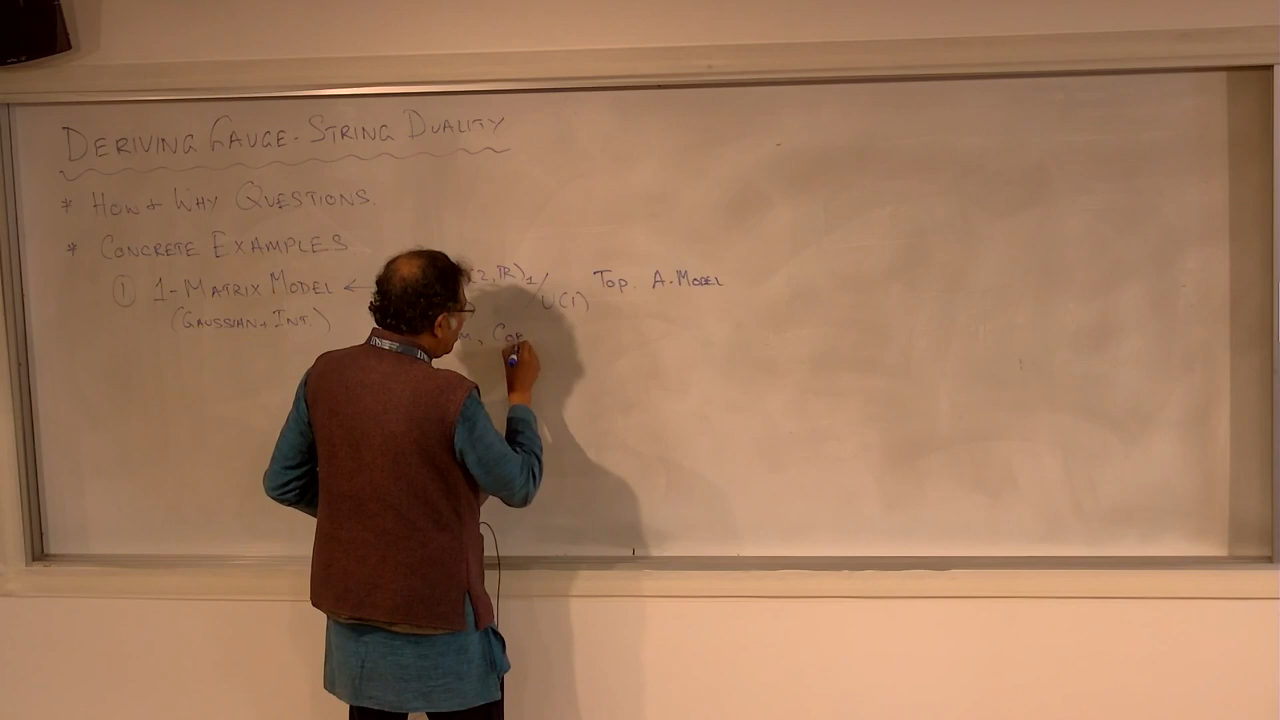 DERIVING GAUGE-STRING DUALITY
* HOW & WHY QUESTIONS.
* CONCRETE EXAMPLES
① 1-MATRIX MODEL ← (2,R)₁/U(1) TOP. A-MODEL
(GAUSSIAN + INT.)